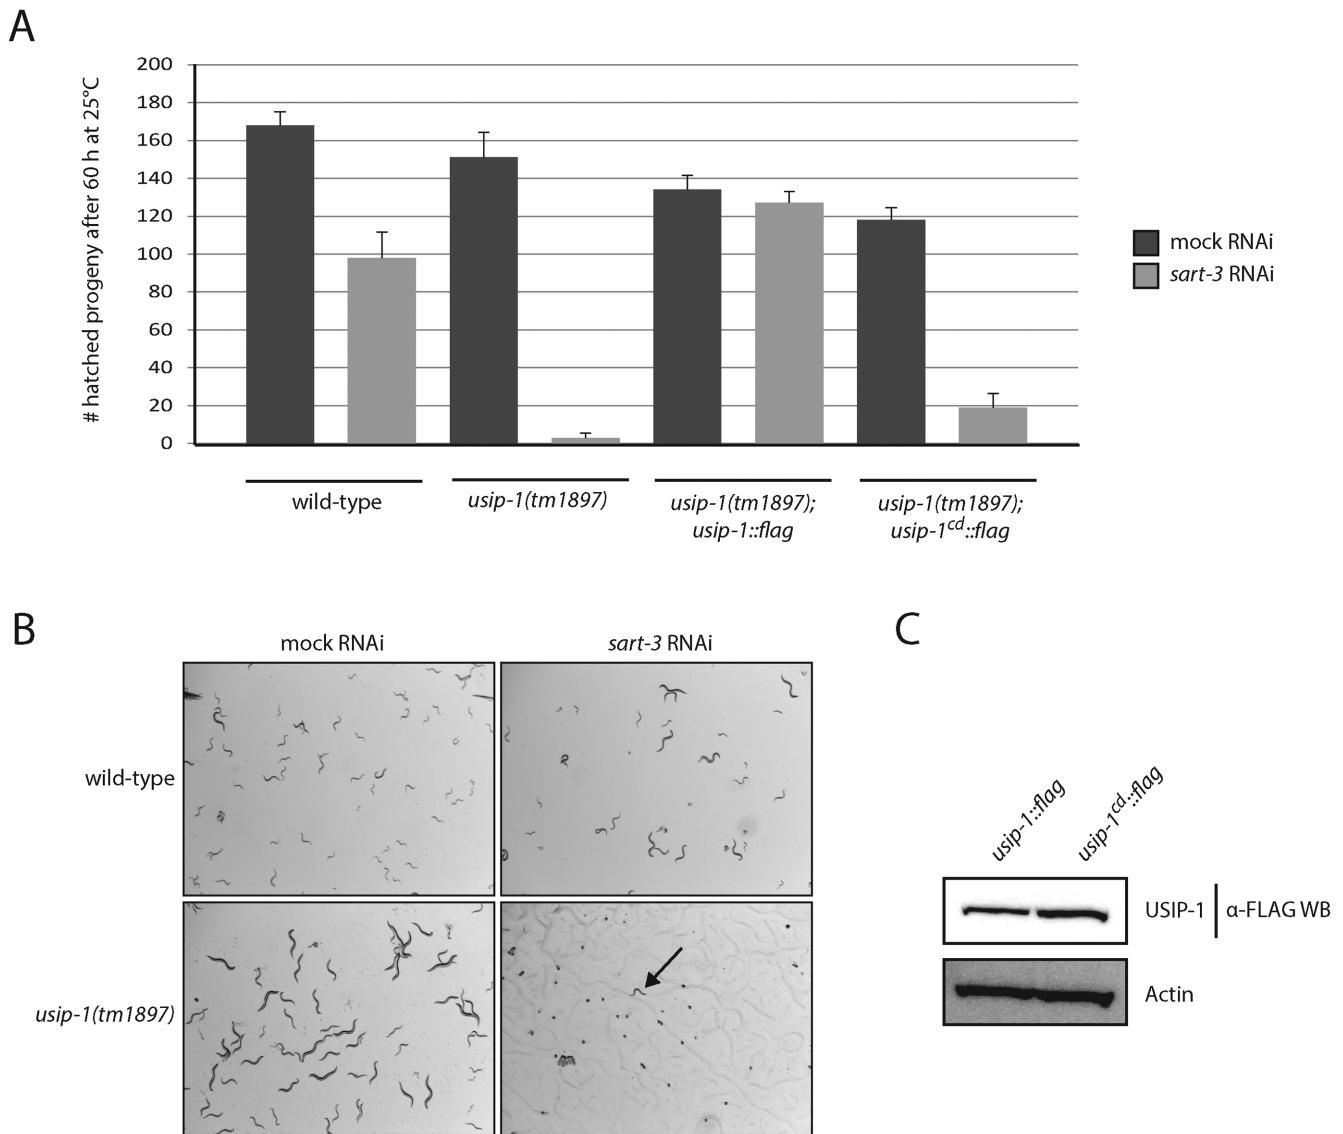 A
# hatched progeny after 60 h at 25°C
200
180
160
140
120
100
80
60
40
20
0
wild-type
usip-1(tm1897)
usip-1(tm1897);
usip-1::flag
usip-1(tm1897);
usip-1cd::flag
mock RNAi
sart-3 RNAi
B
mock RNAi
sart-3 RNAi
wild-type
usip-1(tm1897)
C
usip-1::flag
usip-1cd::flag
USIP-1
α-FLAG WB
Actin